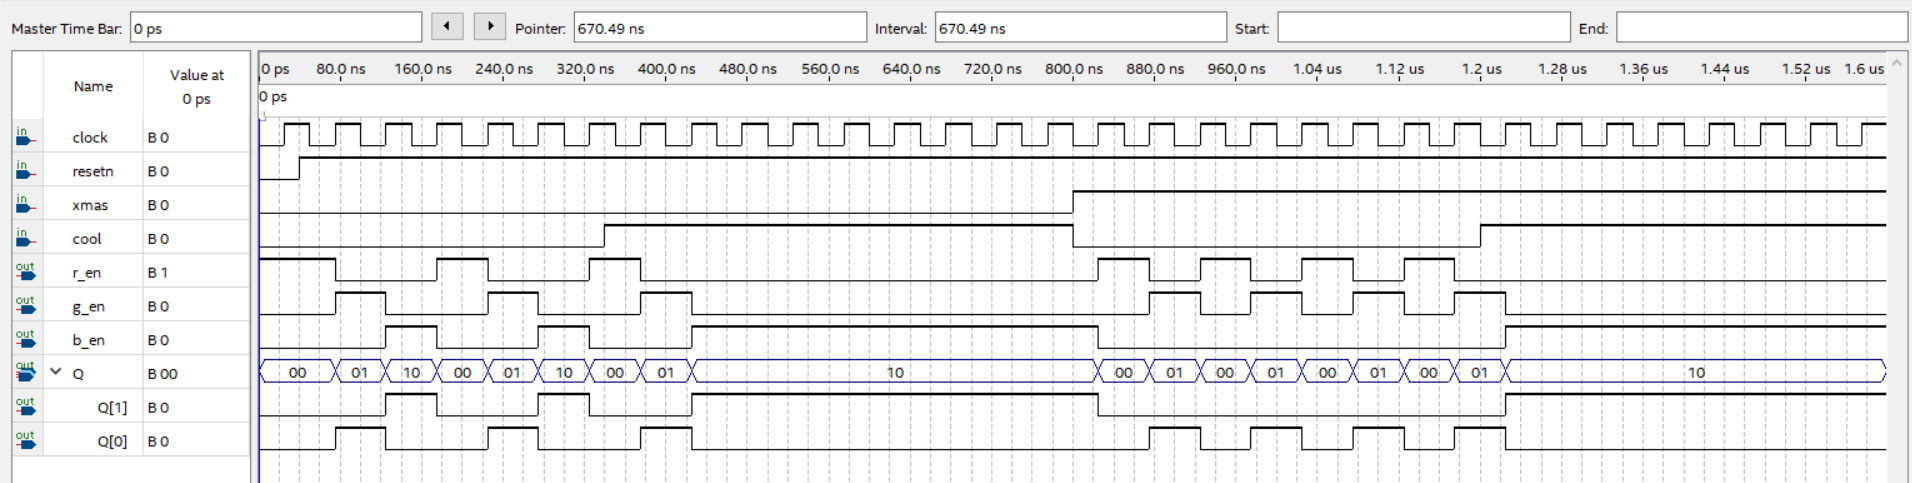 Master Time Bar: 0 ps Pointer: 670.49 ns Interval: 670.49 ns Start: End:
Name Value at 0 ps
0 ps 80.0 ns 160.0 ns 240.0 ns 320.0 ns 400.0 ns 480.0 ns 560.0 ns 640.0 ns 720.0 ns 800.0 ns 880.0 ns 960.0 ns 1.04 us 1.12 us 1.2 us 1.28 us 1.36 us 1.44 us 1.52 us 1.6 us
0 ps
in clock B 0
in resetn B 0
in xmas B 0
in cool B 0
out r_en B 1
out g_en B 0
out b_en B 0
out Q B 00 00 01 10 00 01 10 00 01 10 00 01 00 01 00 01 00 01 10
out Q[1] B 0
out Q[0] B 0